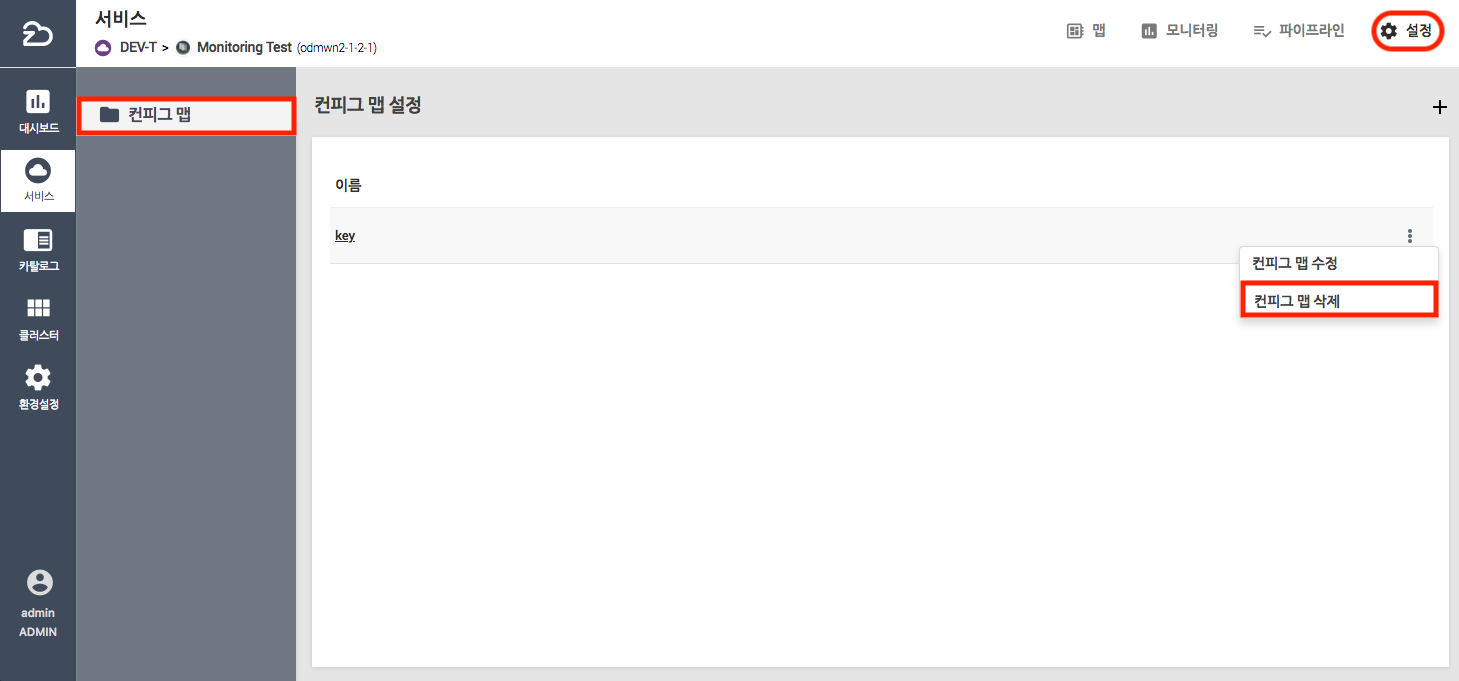 서비스
DEV-T > Monitoring Test (odmwn2-1-2-1)
맵
모니터링
파이프라인
설정
대시보드
서비스
카탈로그
클러스터
환경설정
admin
ADMIN
컨피그 맵
컨피그 맵 설정
이름
key
컨피그 맵 수정
컨피그 맵 삭제